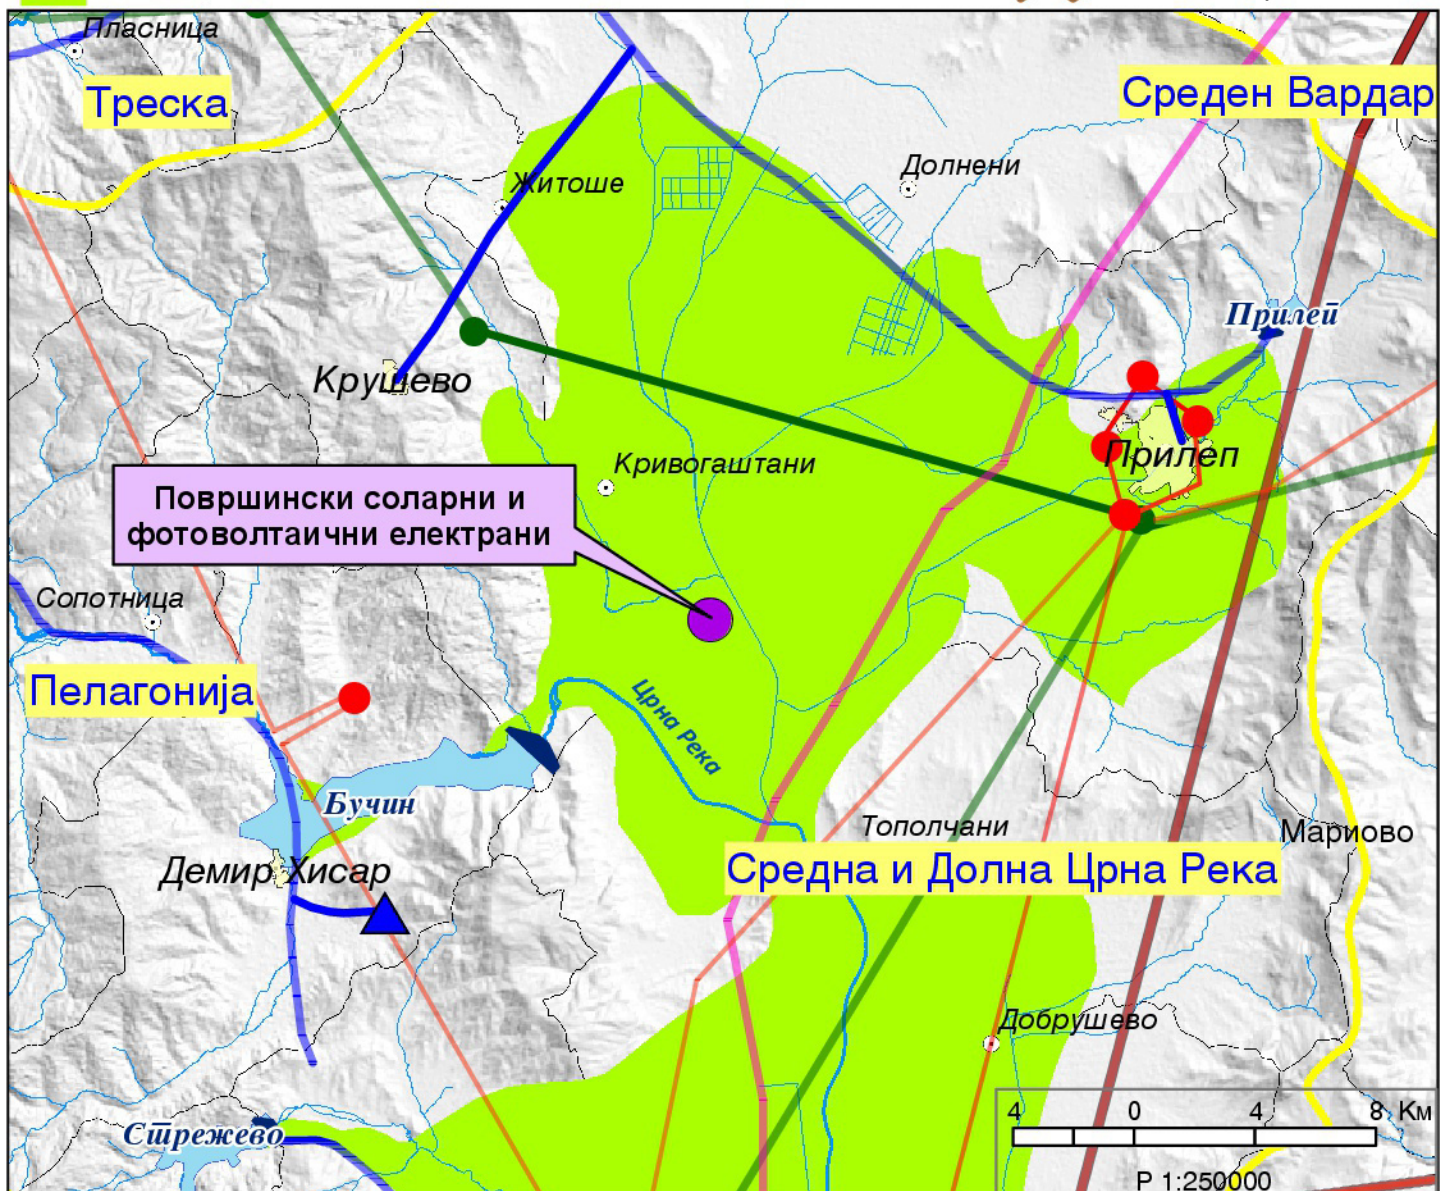 Пласница
Треска
Среден Вардар
Житоше
Долнени
Прилеп
Крушево
Прилеп
Кривогаштани
Површински соларни и
фотоволтаични електрани
Сопотница
Пелагонија
Црна Река
Бучин
Тополчани
Мариово
Демир Хисар
Средна и Долна Црна Река
Добрушево
4 0 4 8 Км
Стрежево
Р 1:250000